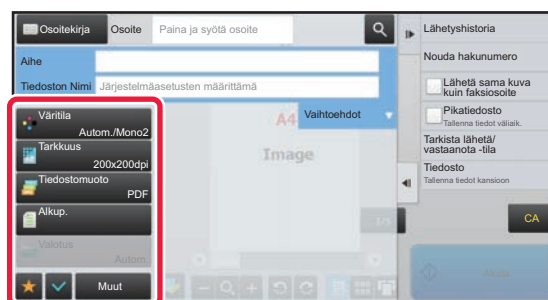 Osoitekirja
Osoite
Paina ja syötä osoite
Aihe
Tiedoston Nimi
Järjestelmäasetusten määrittämä
Väritila
Autom./Mono2
Tarkkuus
200x200dpi
Tiedostomuoto
PDF
Alkup.
Valotus
Autom.
Muut
Vaihtoehdot
A4
Image
1/3
Lähetyshistoria
Nouda hakunumero
Lähetä sama kuva
kuin faksiosoite
Pikatiedosto
Tallenna tiedot väliaik.
Tarkista lähetä/
vastaanota -tila
Tiedosto
Tallenna tiedot kansioon
CA